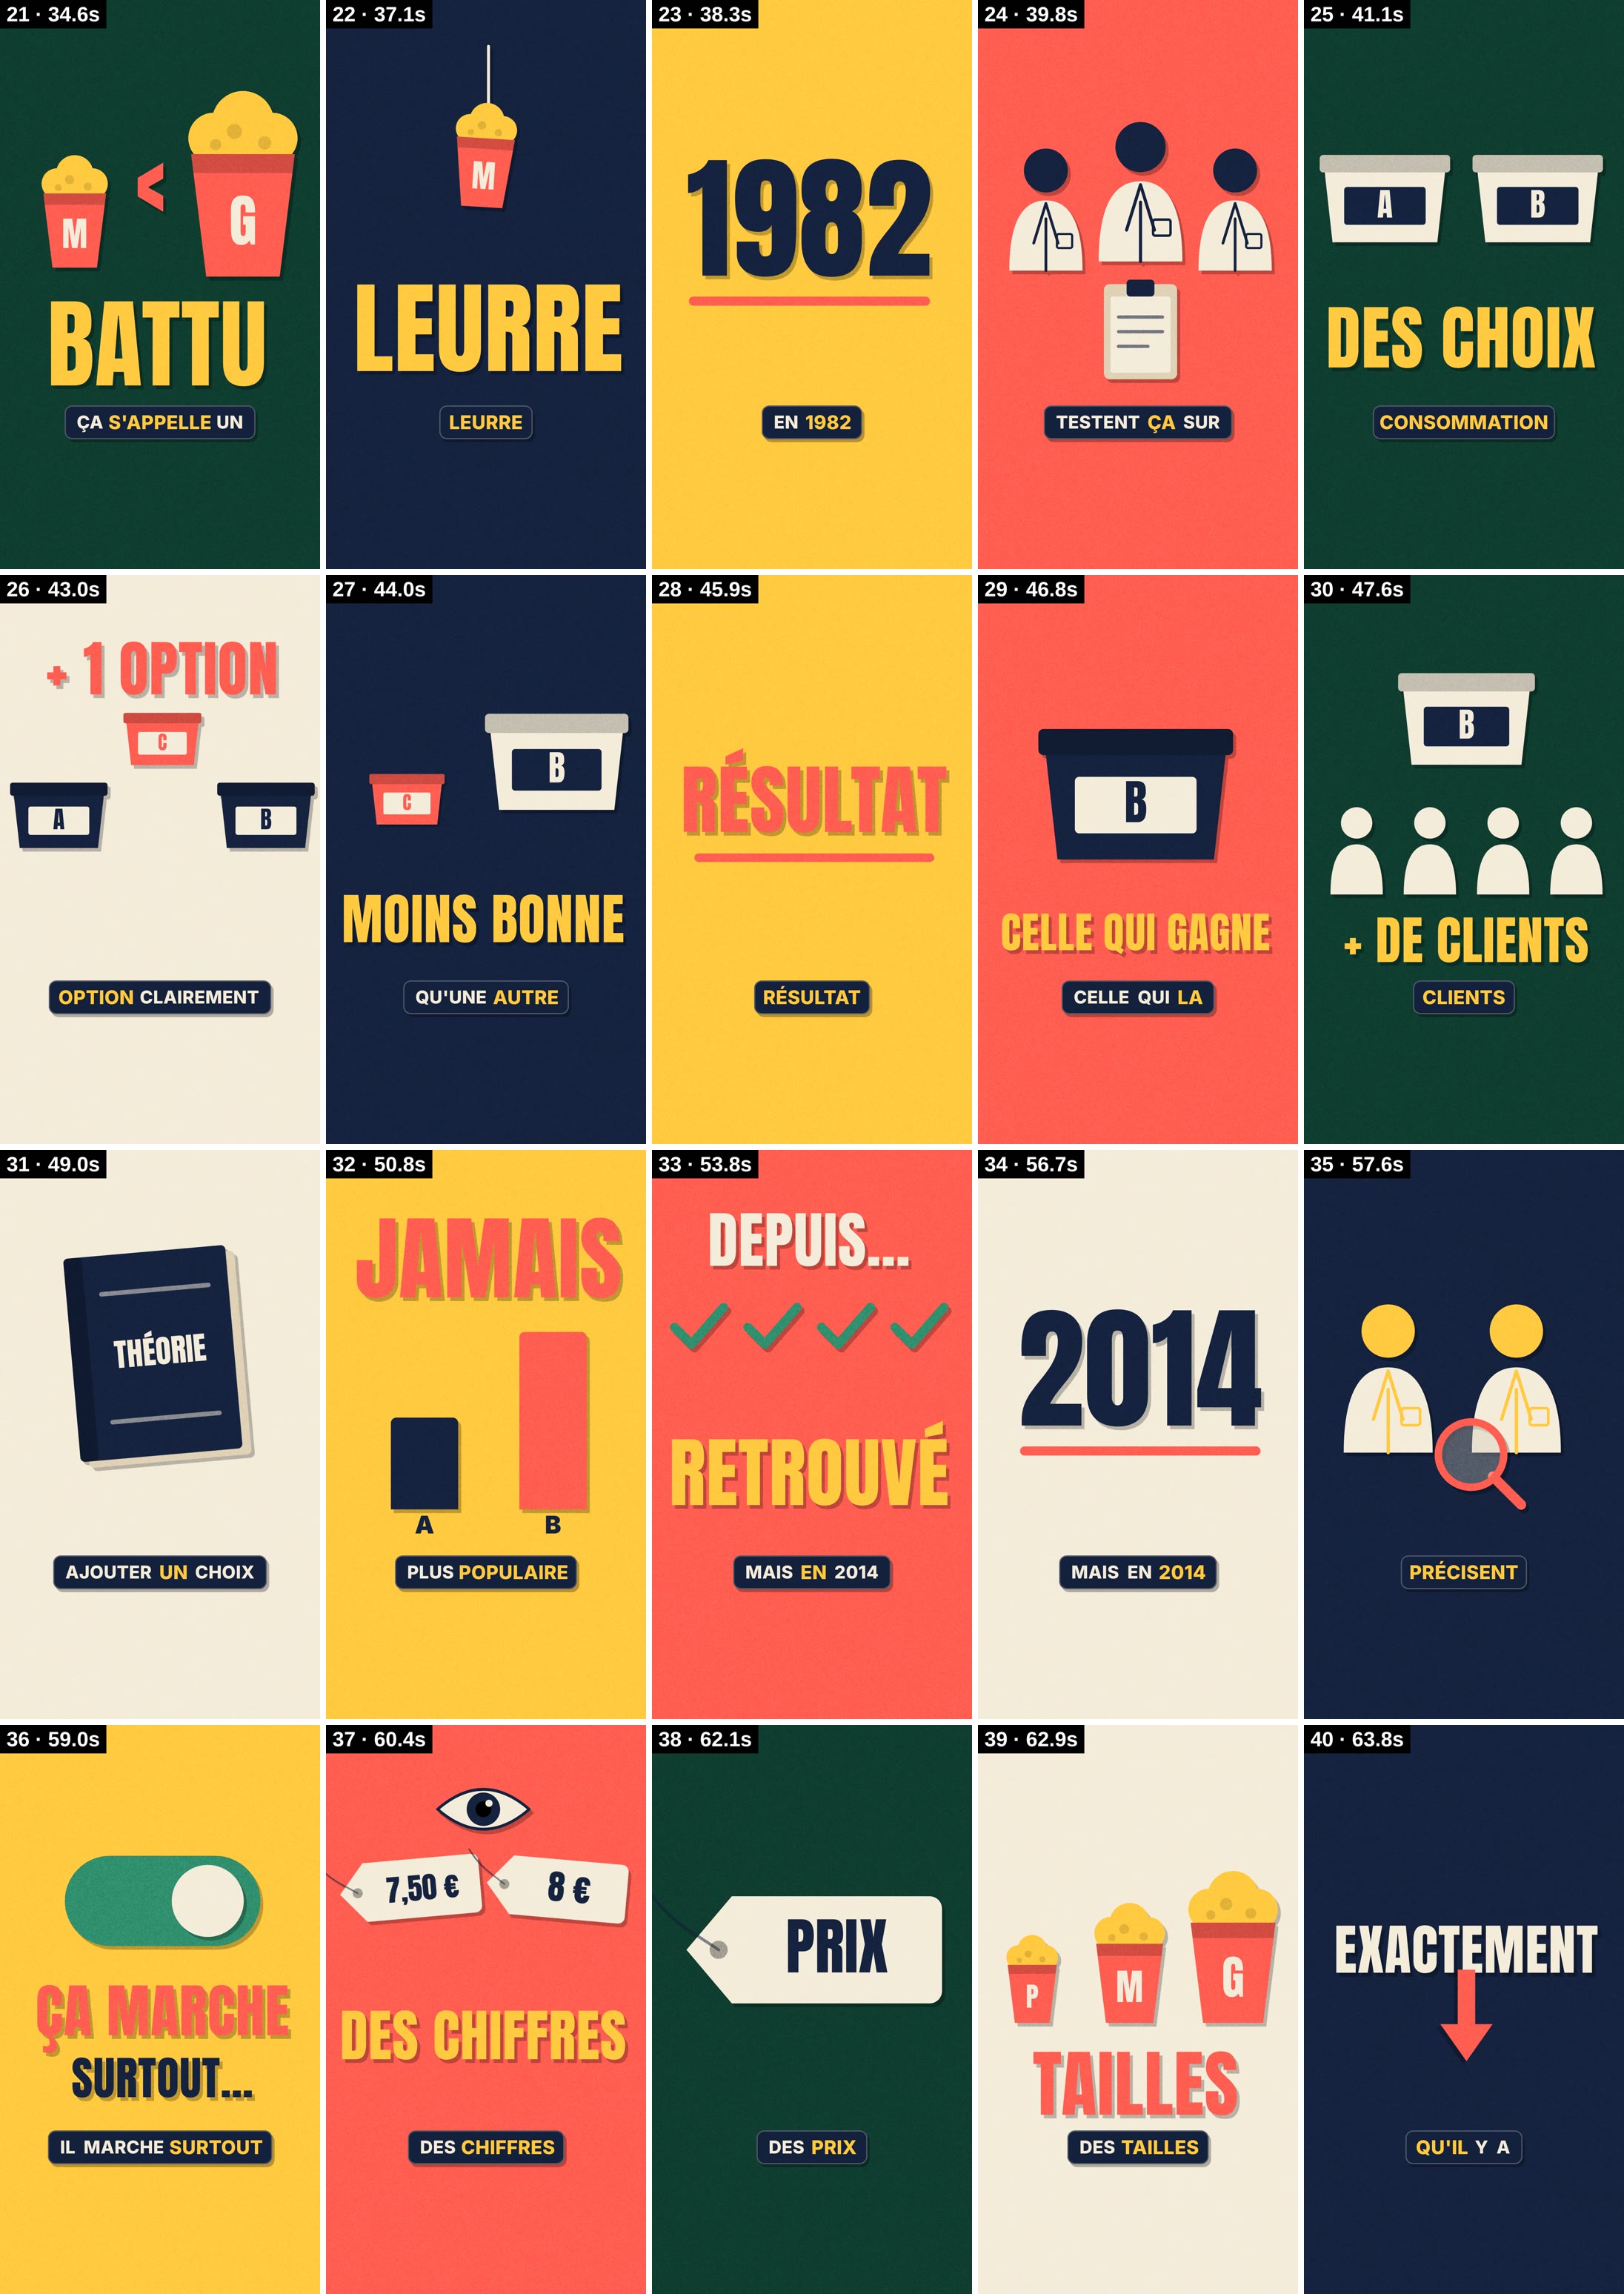 21 · 34.6s
M
<
G
BATTU
ÇA S'APPELLE UN
22 · 37.1s
M
LEURRE
LEURRE
23 · 38.3s
1982
EN 1982
24 · 39.8s
TESTENT ÇA SUR
25 · 41.1s
A
B
DES CHOIX
CONSOMMATION
26 · 43.0s
+ 1 OPTION
C
A
B
OPTION CLAIREMENT
27 · 44.0s
C
B
MOINS BONNE
QU'UNE AUTRE
28 · 45.9s
RÉSULTAT
RÉSULTAT
29 · 46.8s
B
CELLE QUI GAGNE
CELLE QUI LA
30 · 47.6s
B
+ DE CLIENTS
CLIENTS
31 · 49.0s
THÉORIE
AJOUTER UN CHOIX
32 · 50.8s
JAMAIS
A
B
PLUS POPULAIRE
33 · 53.8s
DEPUIS...
RETROUVÉ
MAIS EN 2014
34 · 56.7s
2014
MAIS EN 2014
35 · 57.6s
PRÉCISENT
36 · 59.0s
ÇA MARCHE
SURTOUT...
IL MARCHE SURTOUT
37 · 60.4s
7,50 €
8 €
DES CHIFFRES
DES CHIFFRES
38 · 62.1s
PRIX
DES PRIX
39 · 62.9s
P
M
G
TAILLES
DES TAILLES
40 · 63.8s
EXACTEMENT
QU'IL Y A